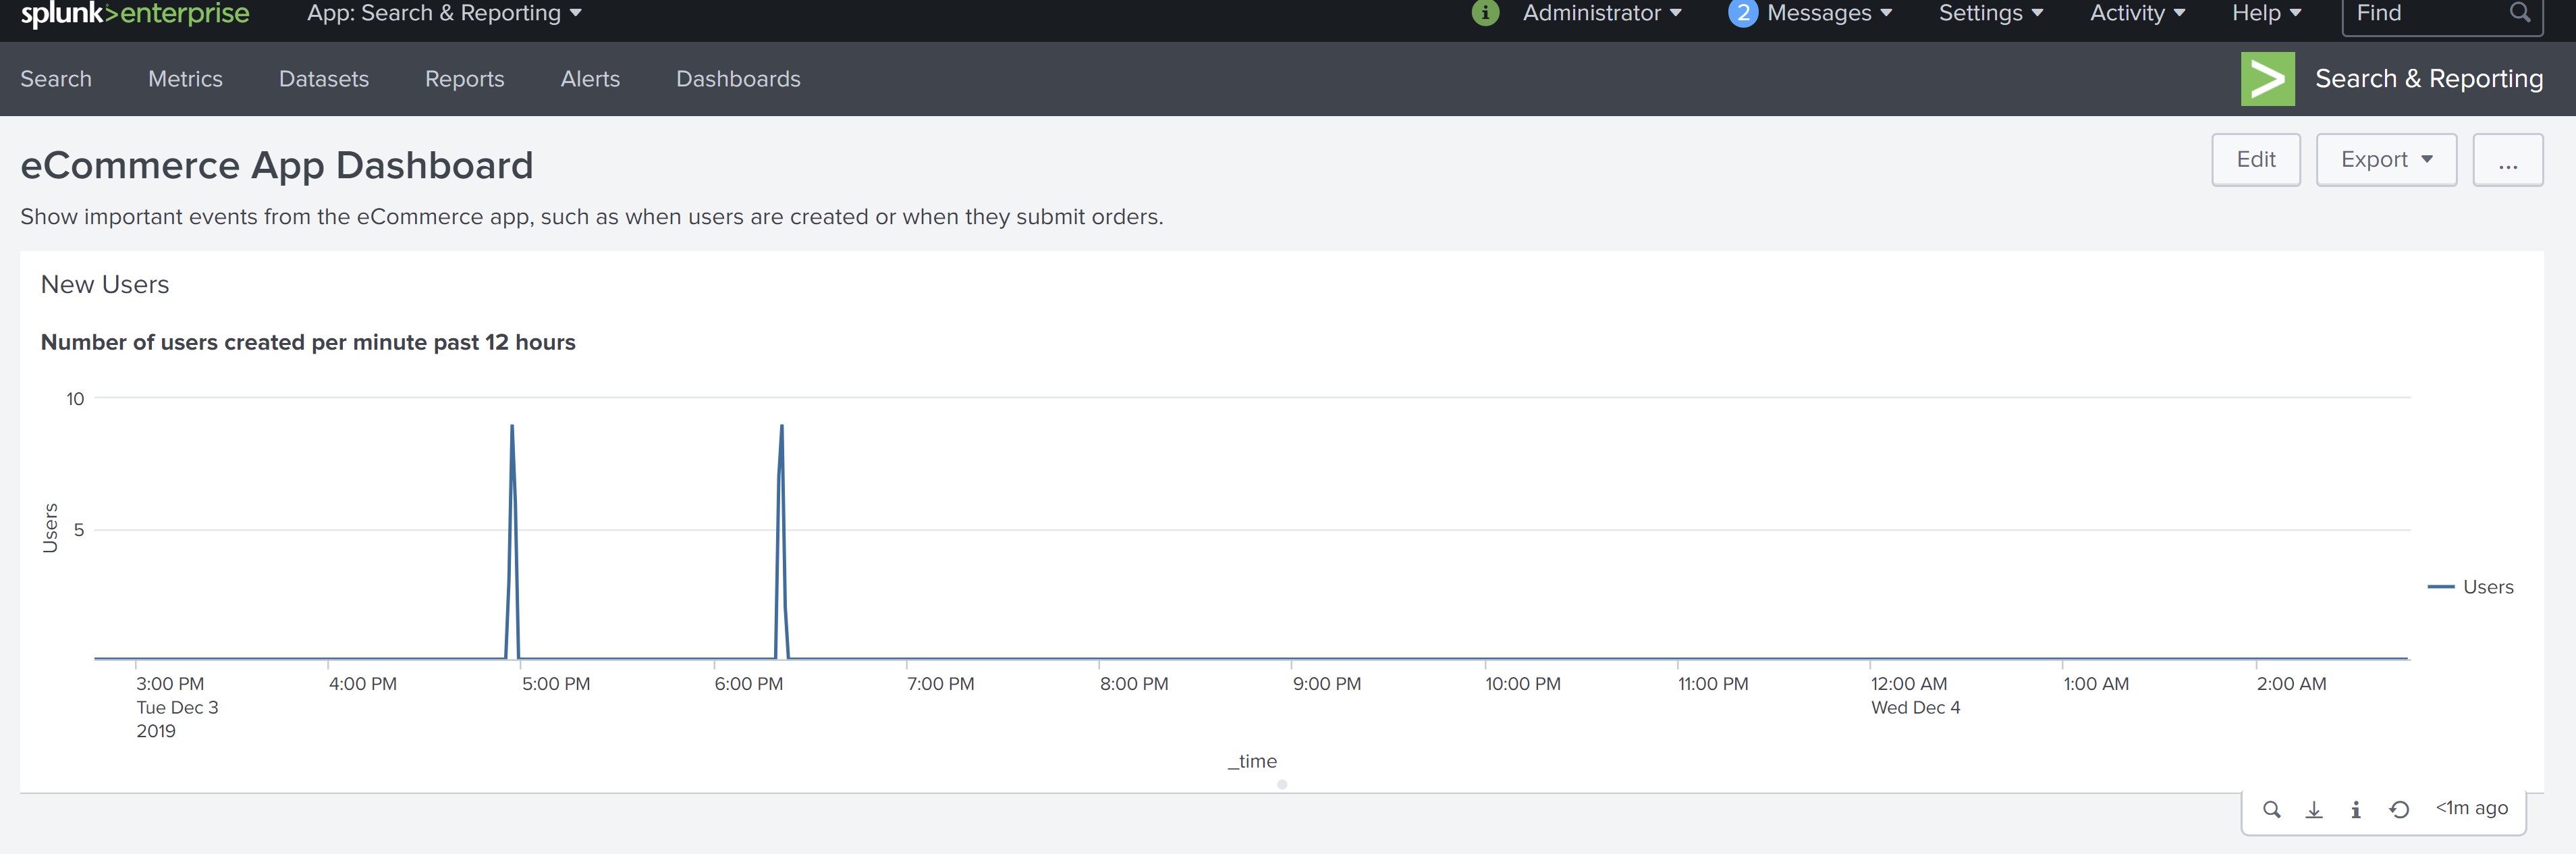 splunk>enterprise App: Search & Reporting i Administrator 2 Messages Settings Activity Help Find
Search Metrics Datasets Reports Alerts Dashboards > Search & Reporting
eCommerce App Dashboard Edit Export ...
Show important events from the eCommerce app, such as when users are created or when they submit orders.
New Users
Number of users created per minute past 12 hours
10
5
Users
Users
3:00 PM 4:00 PM 5:00 PM 6:00 PM 7:00 PM 8:00 PM 9:00 PM 10:00 PM 11:00 PM 12:00 AM 1:00 AM 2:00 AM
Tue Dec 3 Wed Dec 4
2019
_time
i <1m ago